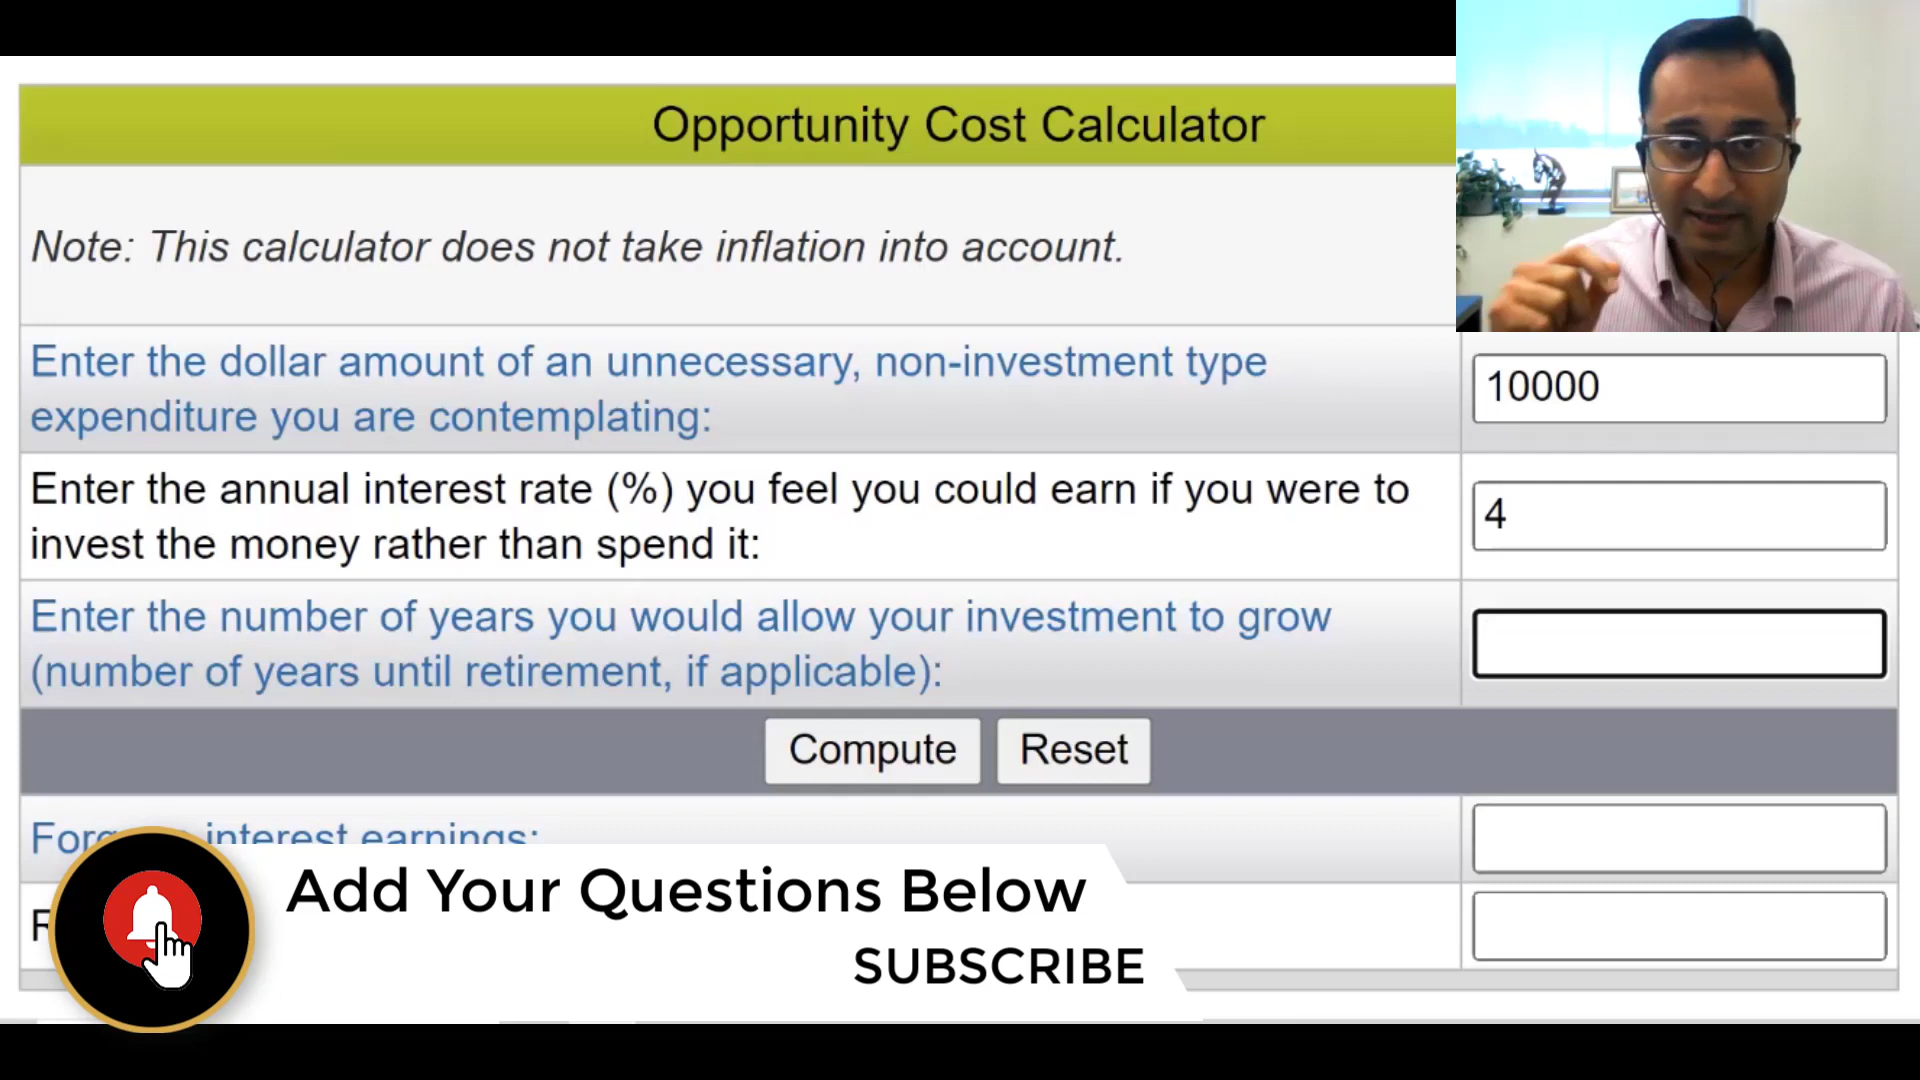 Opportunity Cost Calculator
Note: This calculator does not take inflation into account.
Enter the dollar amount of an unnecessary, non-investment type
expenditure you are contemplating:
10000
Enter the annual interest rate (%) you feel you could earn if you were to
invest the money rather than spend it:
4
Enter the number of years you would allow your investment to grow
(number of years until retirement, if applicable):
Compute Reset
interest earnings:
Add Your Questions Below
SUBSCRIBE